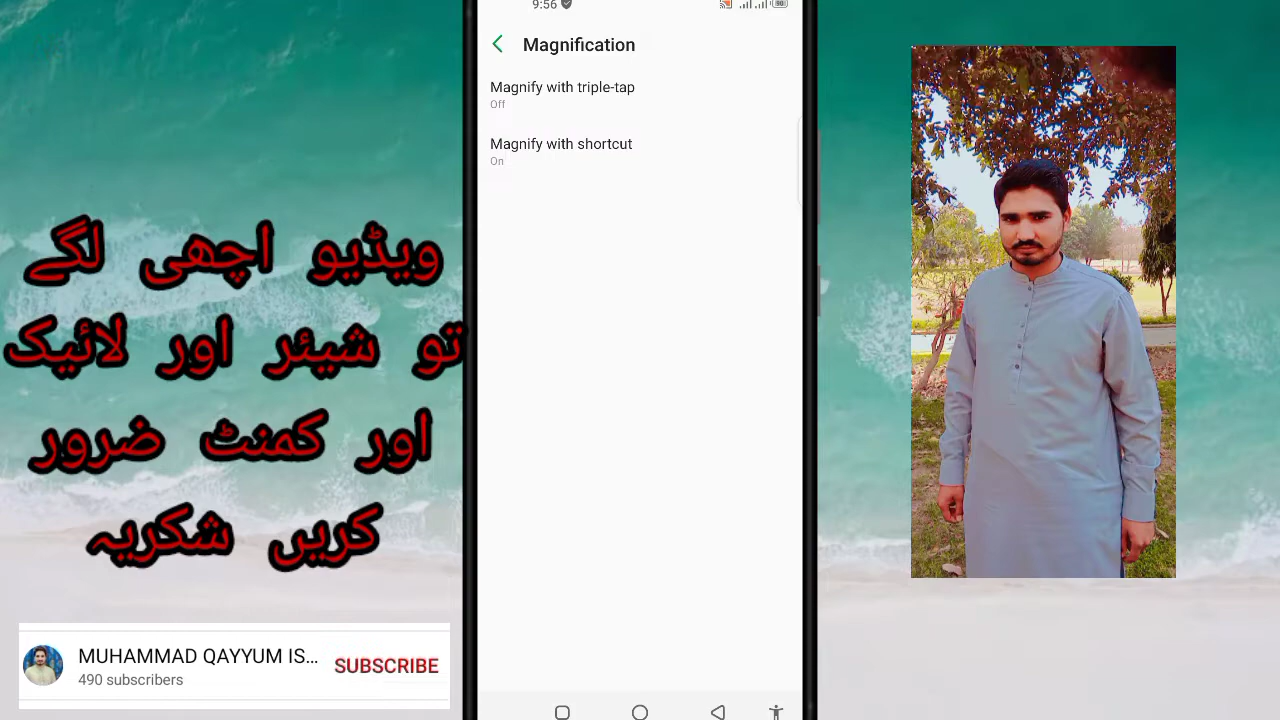 9:56
90
Magnification
Magnify with triple-tap
Off
Magnify with shortcut
On
ویڈیو اچھی لگے
تو شیئر اور لائیک
اور کمنٹ ضرور
کریں شکریہ
MUHAMMAD QAYYUM IS...
490 subscribers
SUBSCRIBE